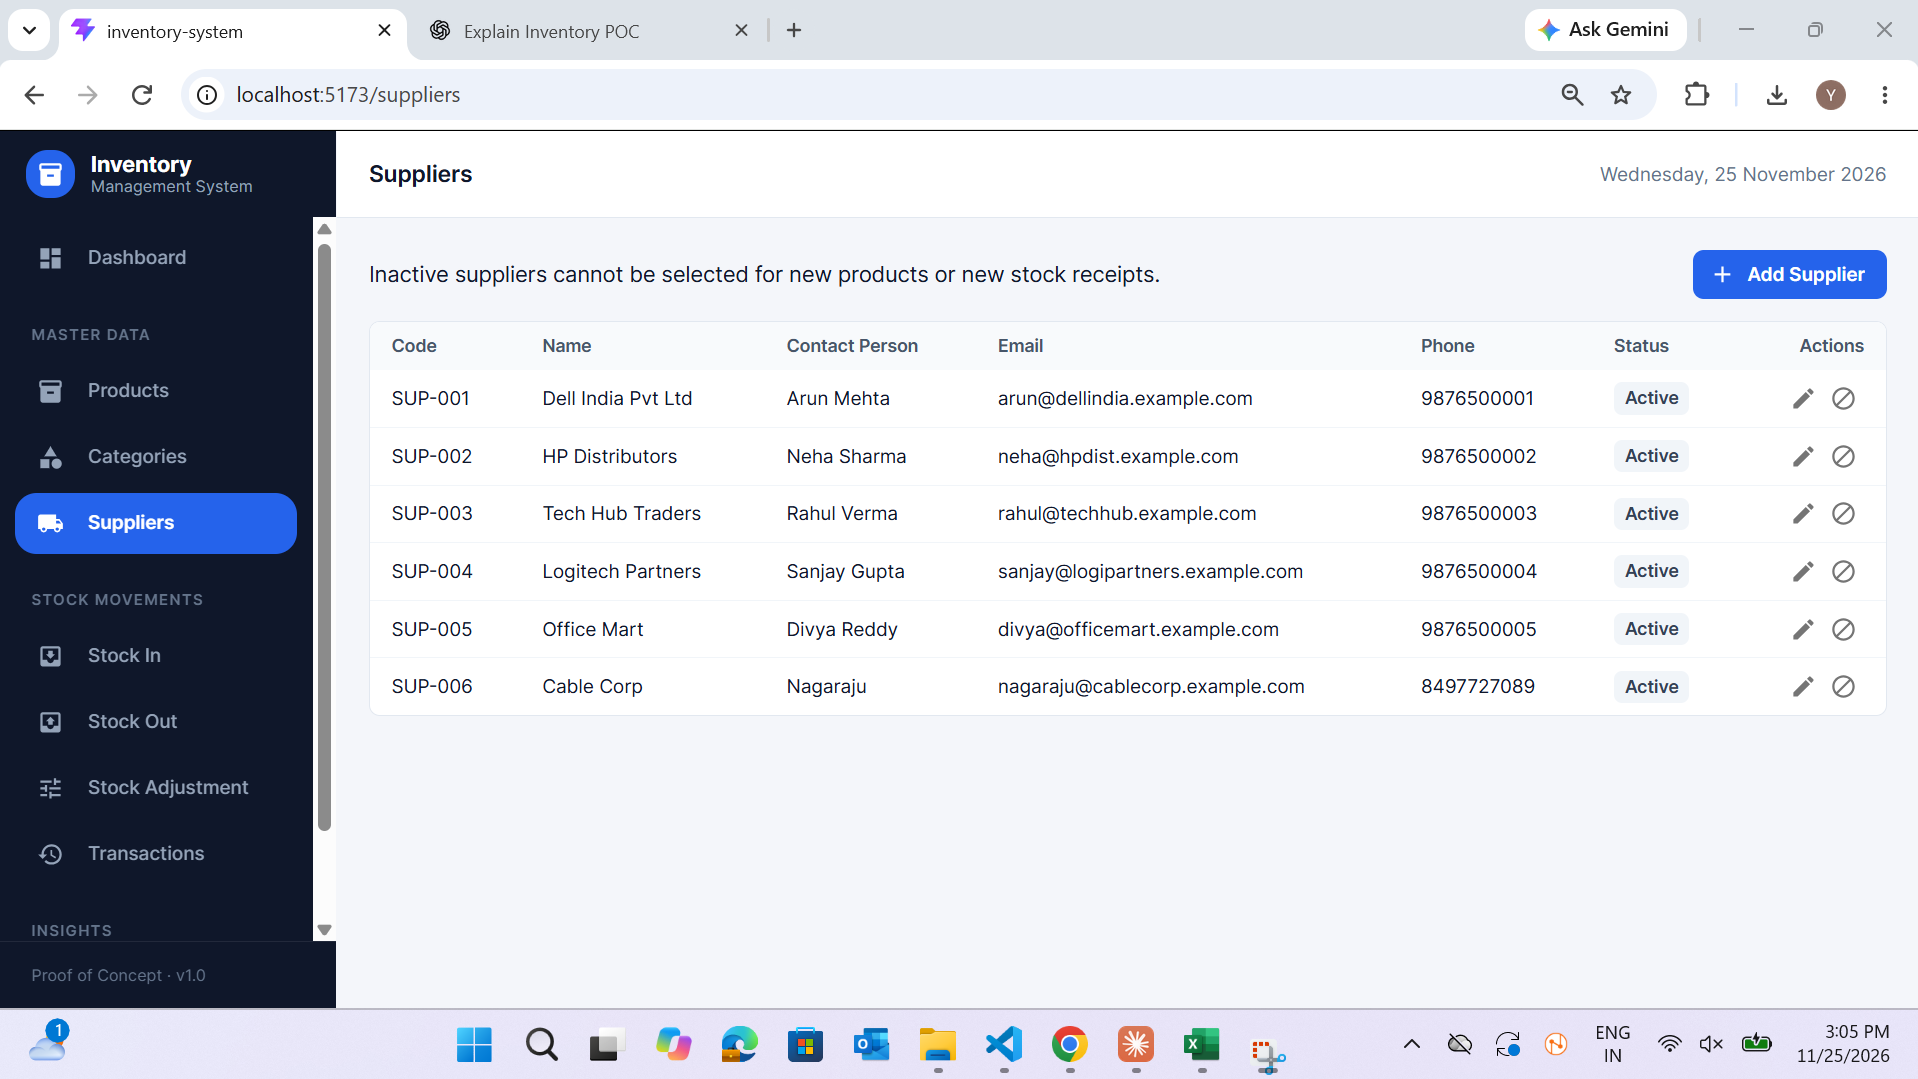 inventory-system
Explain Inventory POC
Ask Gemini
localhost:5173/suppliers
Y
Inventory
Management System
Dashboard
MASTER DATA
Products
Categories
Suppliers
STOCK MOVEMENTS
Stock In
Stock Out
Stock Adjustment
Transactions
INSIGHTS
Proof of Concept · v1.0
Suppliers
Wednesday, 25 November 2026
Inactive suppliers cannot be selected for new products or new stock receipts.
+ Add Supplier
Code Name Contact Person Email Phone Status Actions
SUP-001 Dell India Pvt Ltd Arun Mehta arun@dellindia.example.com 9876500001 Active
SUP-002 HP Distributors Neha Sharma neha@hpdist.example.com 9876500002 Active
SUP-003 Tech Hub Traders Rahul Verma rahul@techhub.example.com 9876500003 Active
SUP-004 Logitech Partners Sanjay Gupta sanjay@logipartners.example.com 9876500004 Active
SUP-005 Office Mart Divya Reddy divya@officemart.example.com 9876500005 Active
SUP-006 Cable Corp Nagaraju nagaraju@cablecorp.example.com 8497727089 Active
1
ENG
IN
3:05 PM
11/25/2026